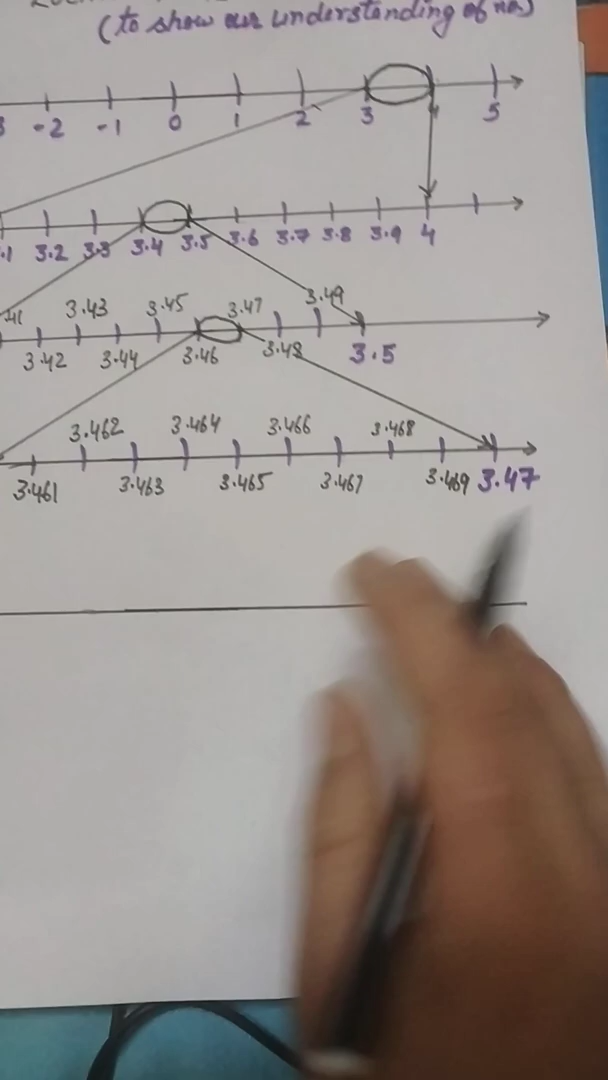 (to show our understanding of no.)
3 -2 -1 0 1 2 3 5
.1 3.2 3.3 3.4 3.5 3.6 3.7 3.8 3.9 4
.41 3.43 3.45 3.47 3.49
3.42 3.44 3.46 3.48 3.5
3.462 3.464 3.466 3.468
3.461 3.463 3.465 3.467 3.469 3.47